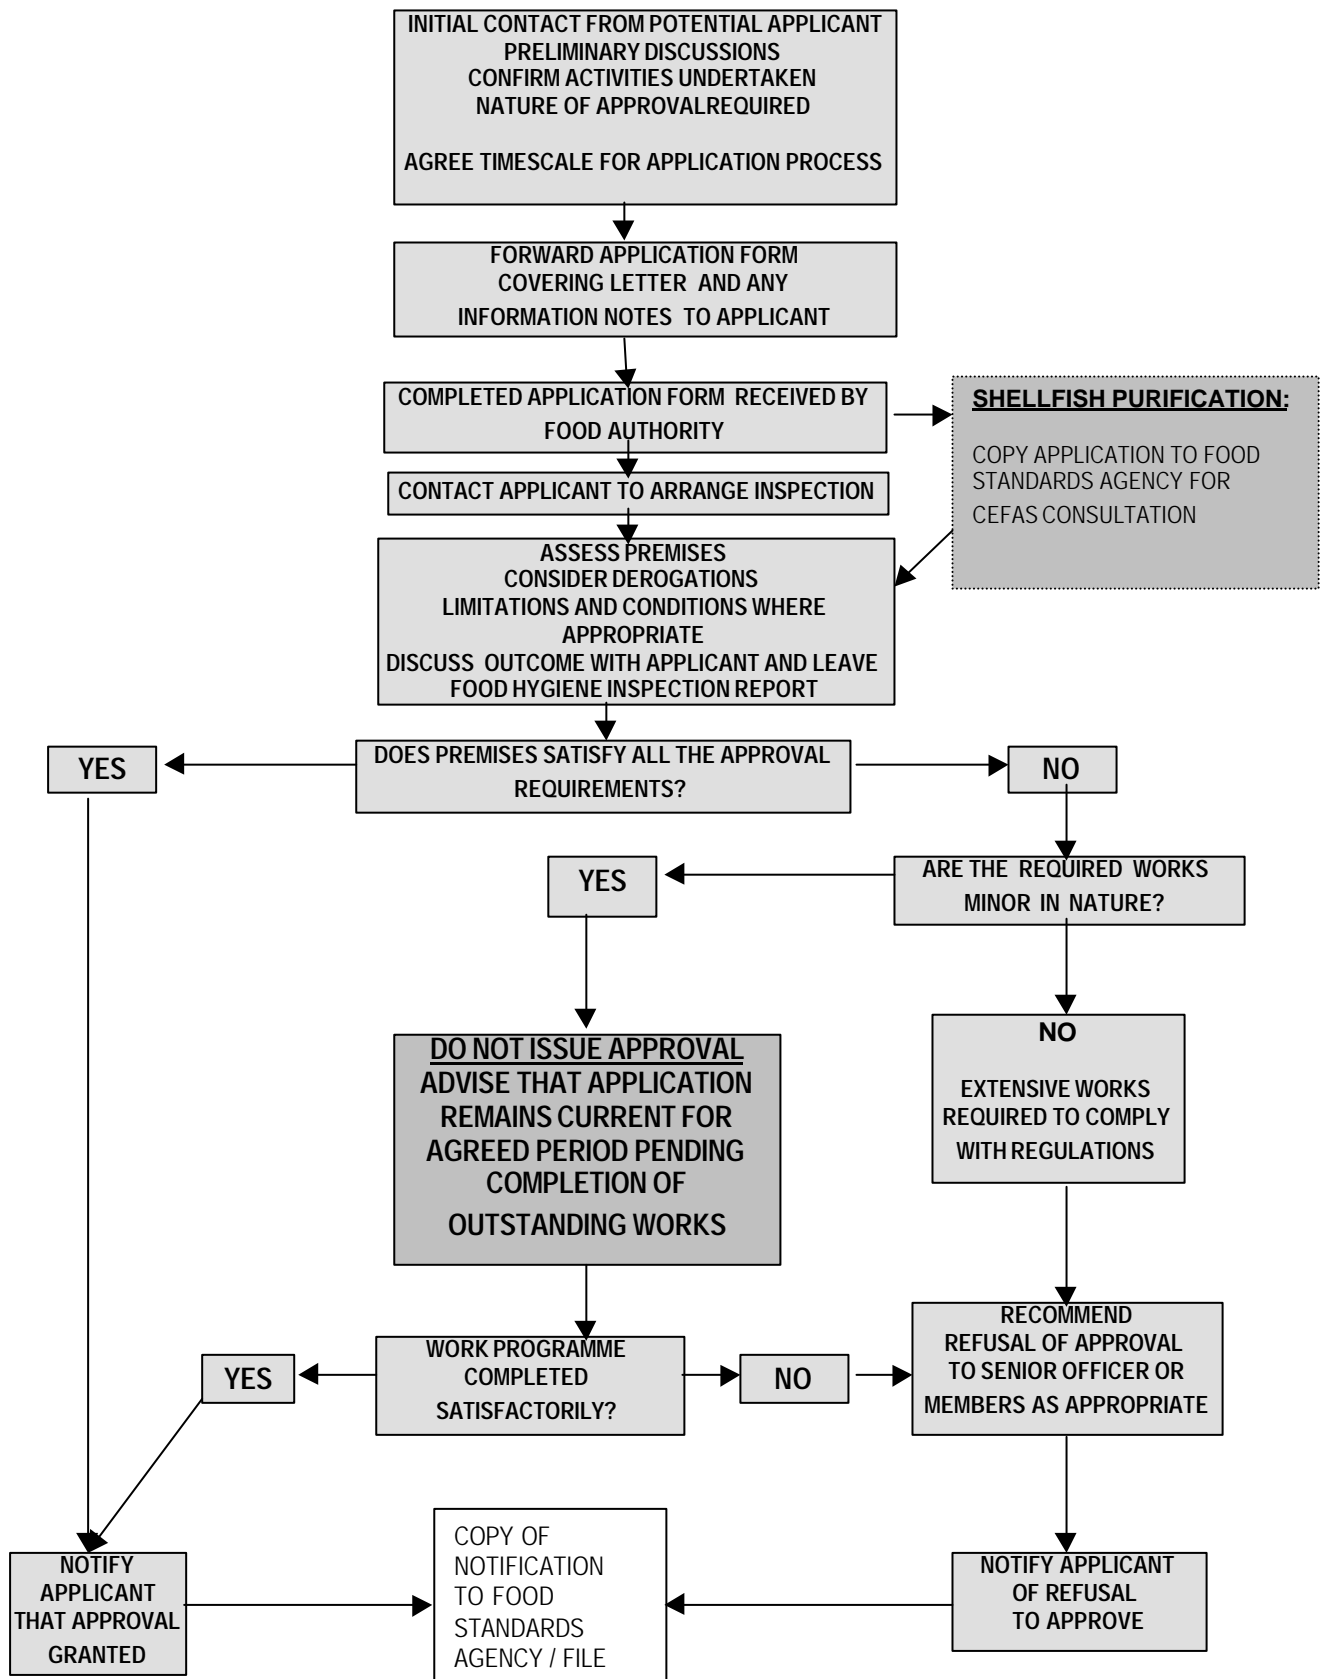 INITIAL CONTACT FROM POTENTIAL APPLICANT
PRELIMINARY DISCUSSIONS
CONFIRM ACTIVITIES UNDERTAKEN
NATURE OF APPROVALREQUIRED
AGREE TIMESCALE FOR APPLICATION PROCESS
FORWARD APPLICATION FORM
COVERING LETTER AND ANY
INFORMATION NOTES TO APPLICANT
COMPLETED APPLICATION FORM RECEIVED BY
FOOD AUTHORITY
SHELLFISH PURIFICATION:
COPY APPLICATION TO FOOD
STANDARDS AGENCY FOR
CEFAS CONSULTATION
CONTACT APPLICANT TO ARRANGE INSPECTION
ASSESS PREMISES
CONSIDER DEROGATIONS
LIMITATIONS AND CONDITIONS WHERE
APPROPRIATE
DISCUSS OUTCOME WITH APPLICANT AND LEAVE
FOOD HYGIENE INSPECTION REPORT
YES
DOES PREMISES SATISFY ALL THE APPROVAL
REQUIREMENTS?
NO
YES
ARE THE REQUIRED WORKS
MINOR IN NATURE?
DO NOT ISSUE APPROVAL
ADVISE THAT APPLICATION
REMAINS CURRENT FOR
AGREED PERIOD PENDING
COMPLETION OF
OUTSTANDING WORKS
NO
EXTENSIVE WORKS
REQUIRED TO COMPLY
WITH REGULATIONS
YES
WORK PROGRAMME
COMPLETED
SATISFACTORILY?
NO
RECOMMEND
REFUSAL OF APPROVAL
TO SENIOR OFFICER OR
MEMBERS AS APPROPRIATE
NOTIFY
APPLICANT
THAT APPROVAL
GRANTED
COPY OF
NOTIFICATION
TO FOOD
STANDARDS
AGENCY / FILE
NOTIFY APPLICANT
OF REFUSAL
TO APPROVE